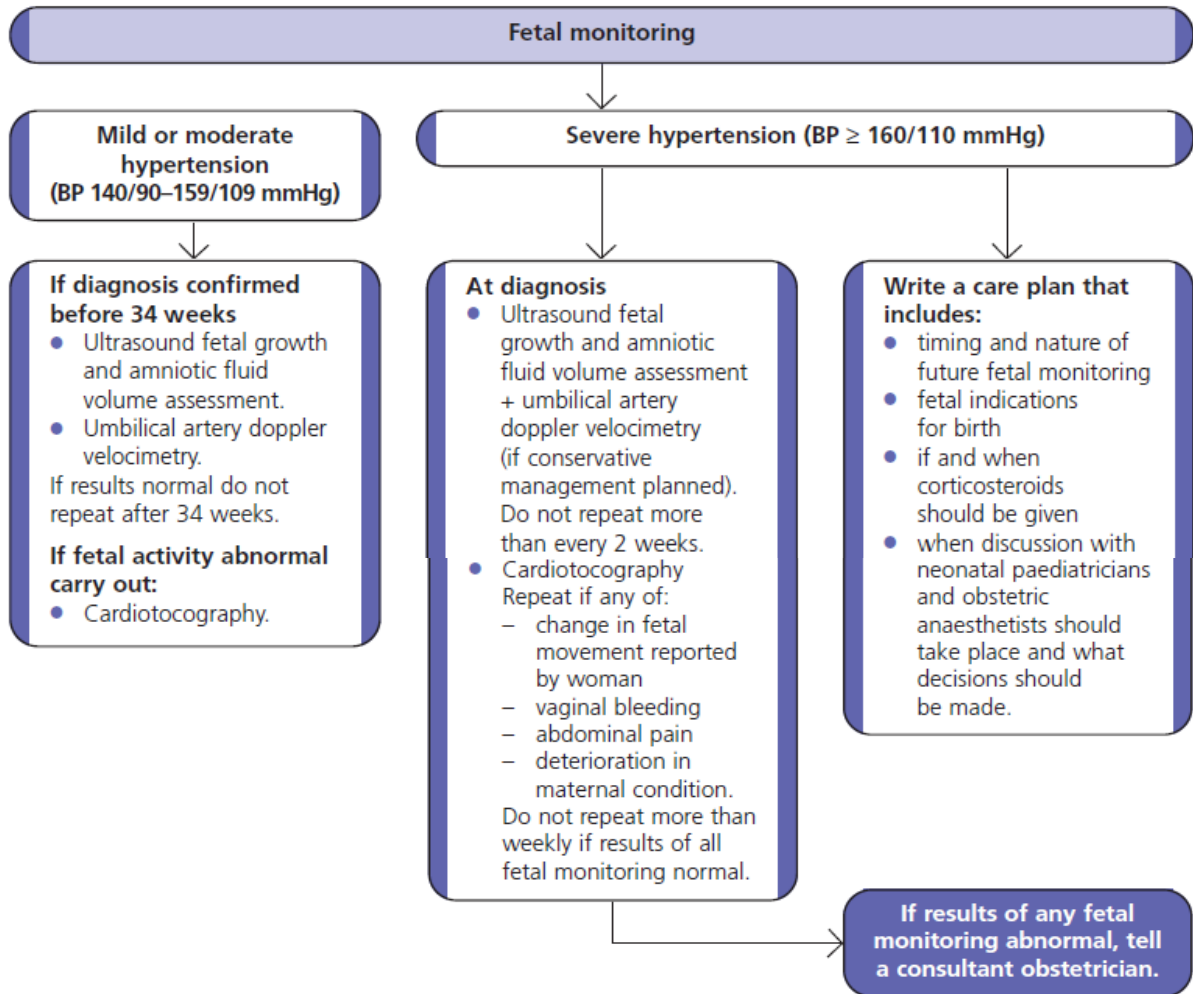 Fetal monitoring
Mild or moderate
hypertension
(BP 140/90–159/109 mmHg)
Severe hypertension (BP ≥ 160/110 mmHg)
If diagnosis confirmed
before 34 weeks
● Ultrasound fetal growth
and amniotic fluid
volume assessment.
● Umbilical artery doppler
velocimetry.
If results normal do not
repeat after 34 weeks.
If fetal activity abnormal
carry out:
● Cardiotocography.
At diagnosis
● Ultrasound fetal
growth and amniotic
fluid volume assessment
+ umbilical artery
doppler velocimetry
(if conservative
management planned).
Do not repeat more
than every 2 weeks.
● Cardiotocography
Repeat if any of:
– change in fetal
movement reported
by woman
– vaginal bleeding
– abdominal pain
– deterioration in
maternal condition.
Do not repeat more than
weekly if results of all
fetal monitoring normal.
Write a care plan that
includes:
● timing and nature of
future fetal monitoring
● fetal indications
for birth
● if and when
corticosteroids
should be given
● when discussion with
neonatal paediatricians
and obstetric
anaesthetists should
take place and what
decisions should
be made.
If results of any fetal
monitoring abnormal, tell
a consultant obstetrician.